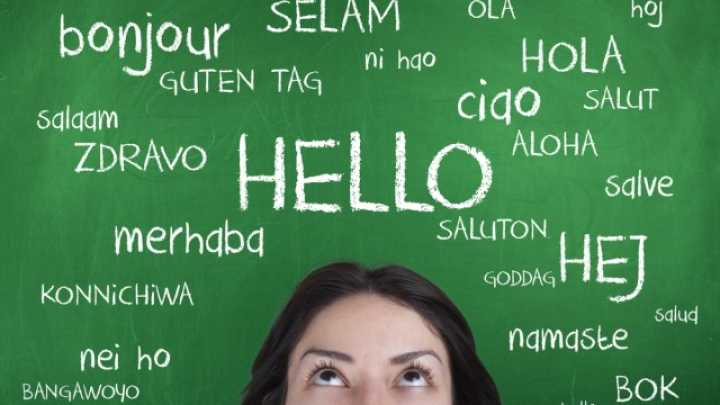 SELAM
OLA
hoj
bonjour
ni hao
HOLA
GUTEN TAG
ciao
SALUT
salaam
ALOHA
ZDRAVO
HELLO
salve
merhaba
SALUTON
HEJ
GODDAG
KONNiCHiWA
salud
namaste
nei ho
BANGAWOYO
BOK